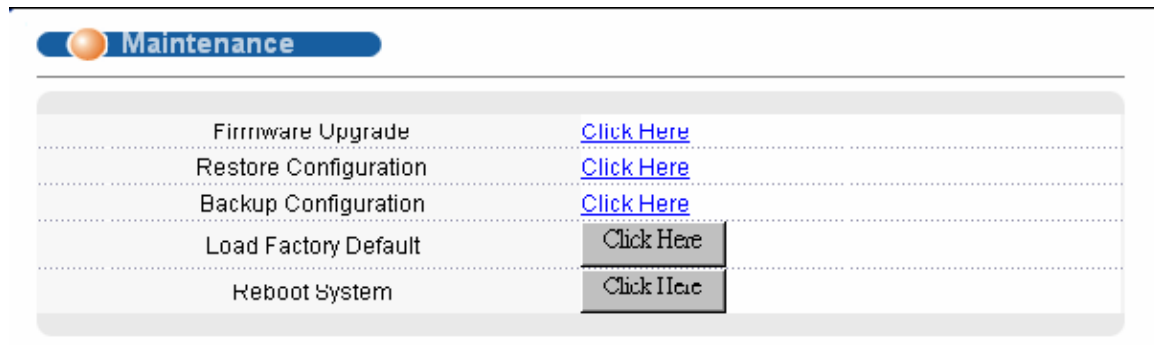 Maintenance
Firmware Upgrade Click Here
Restore Configuration Click Here
Backup Configuration Click Here
Load Factory Default Click Here
Reboot System Click Here